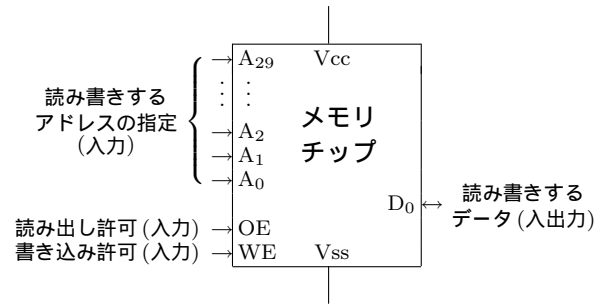 読み書きする
アドレスの指定
(入力)
読み出し許可 (入力)
書き込み許可 (入力)
→ A₂₉
⋮ ⋮
→ A₂
→ A₁
→ A₀
→ OE
→ WE
Vcc
メモリ
チップ
Vss
D₀ ↔
読み書きする
データ (入出力)